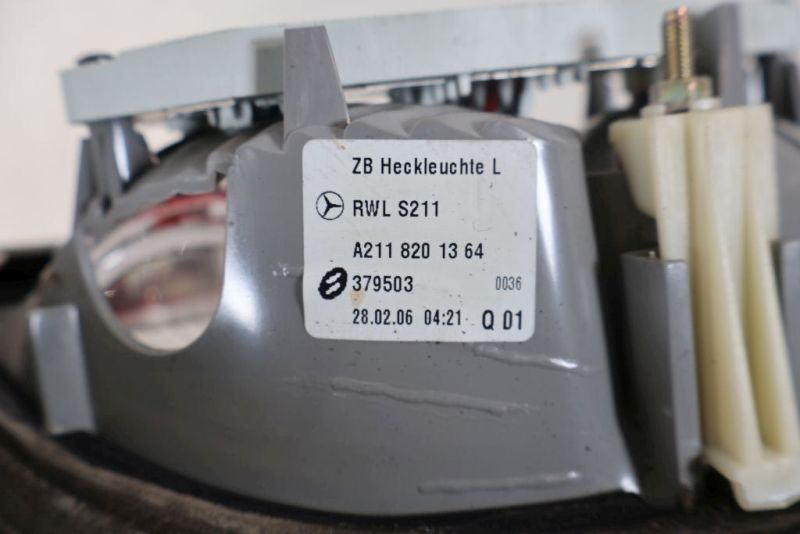 ZB Heckleuchte L
RWL S211
A211 820 13 64
379503 0036
28.02.06 04:21 Q 01